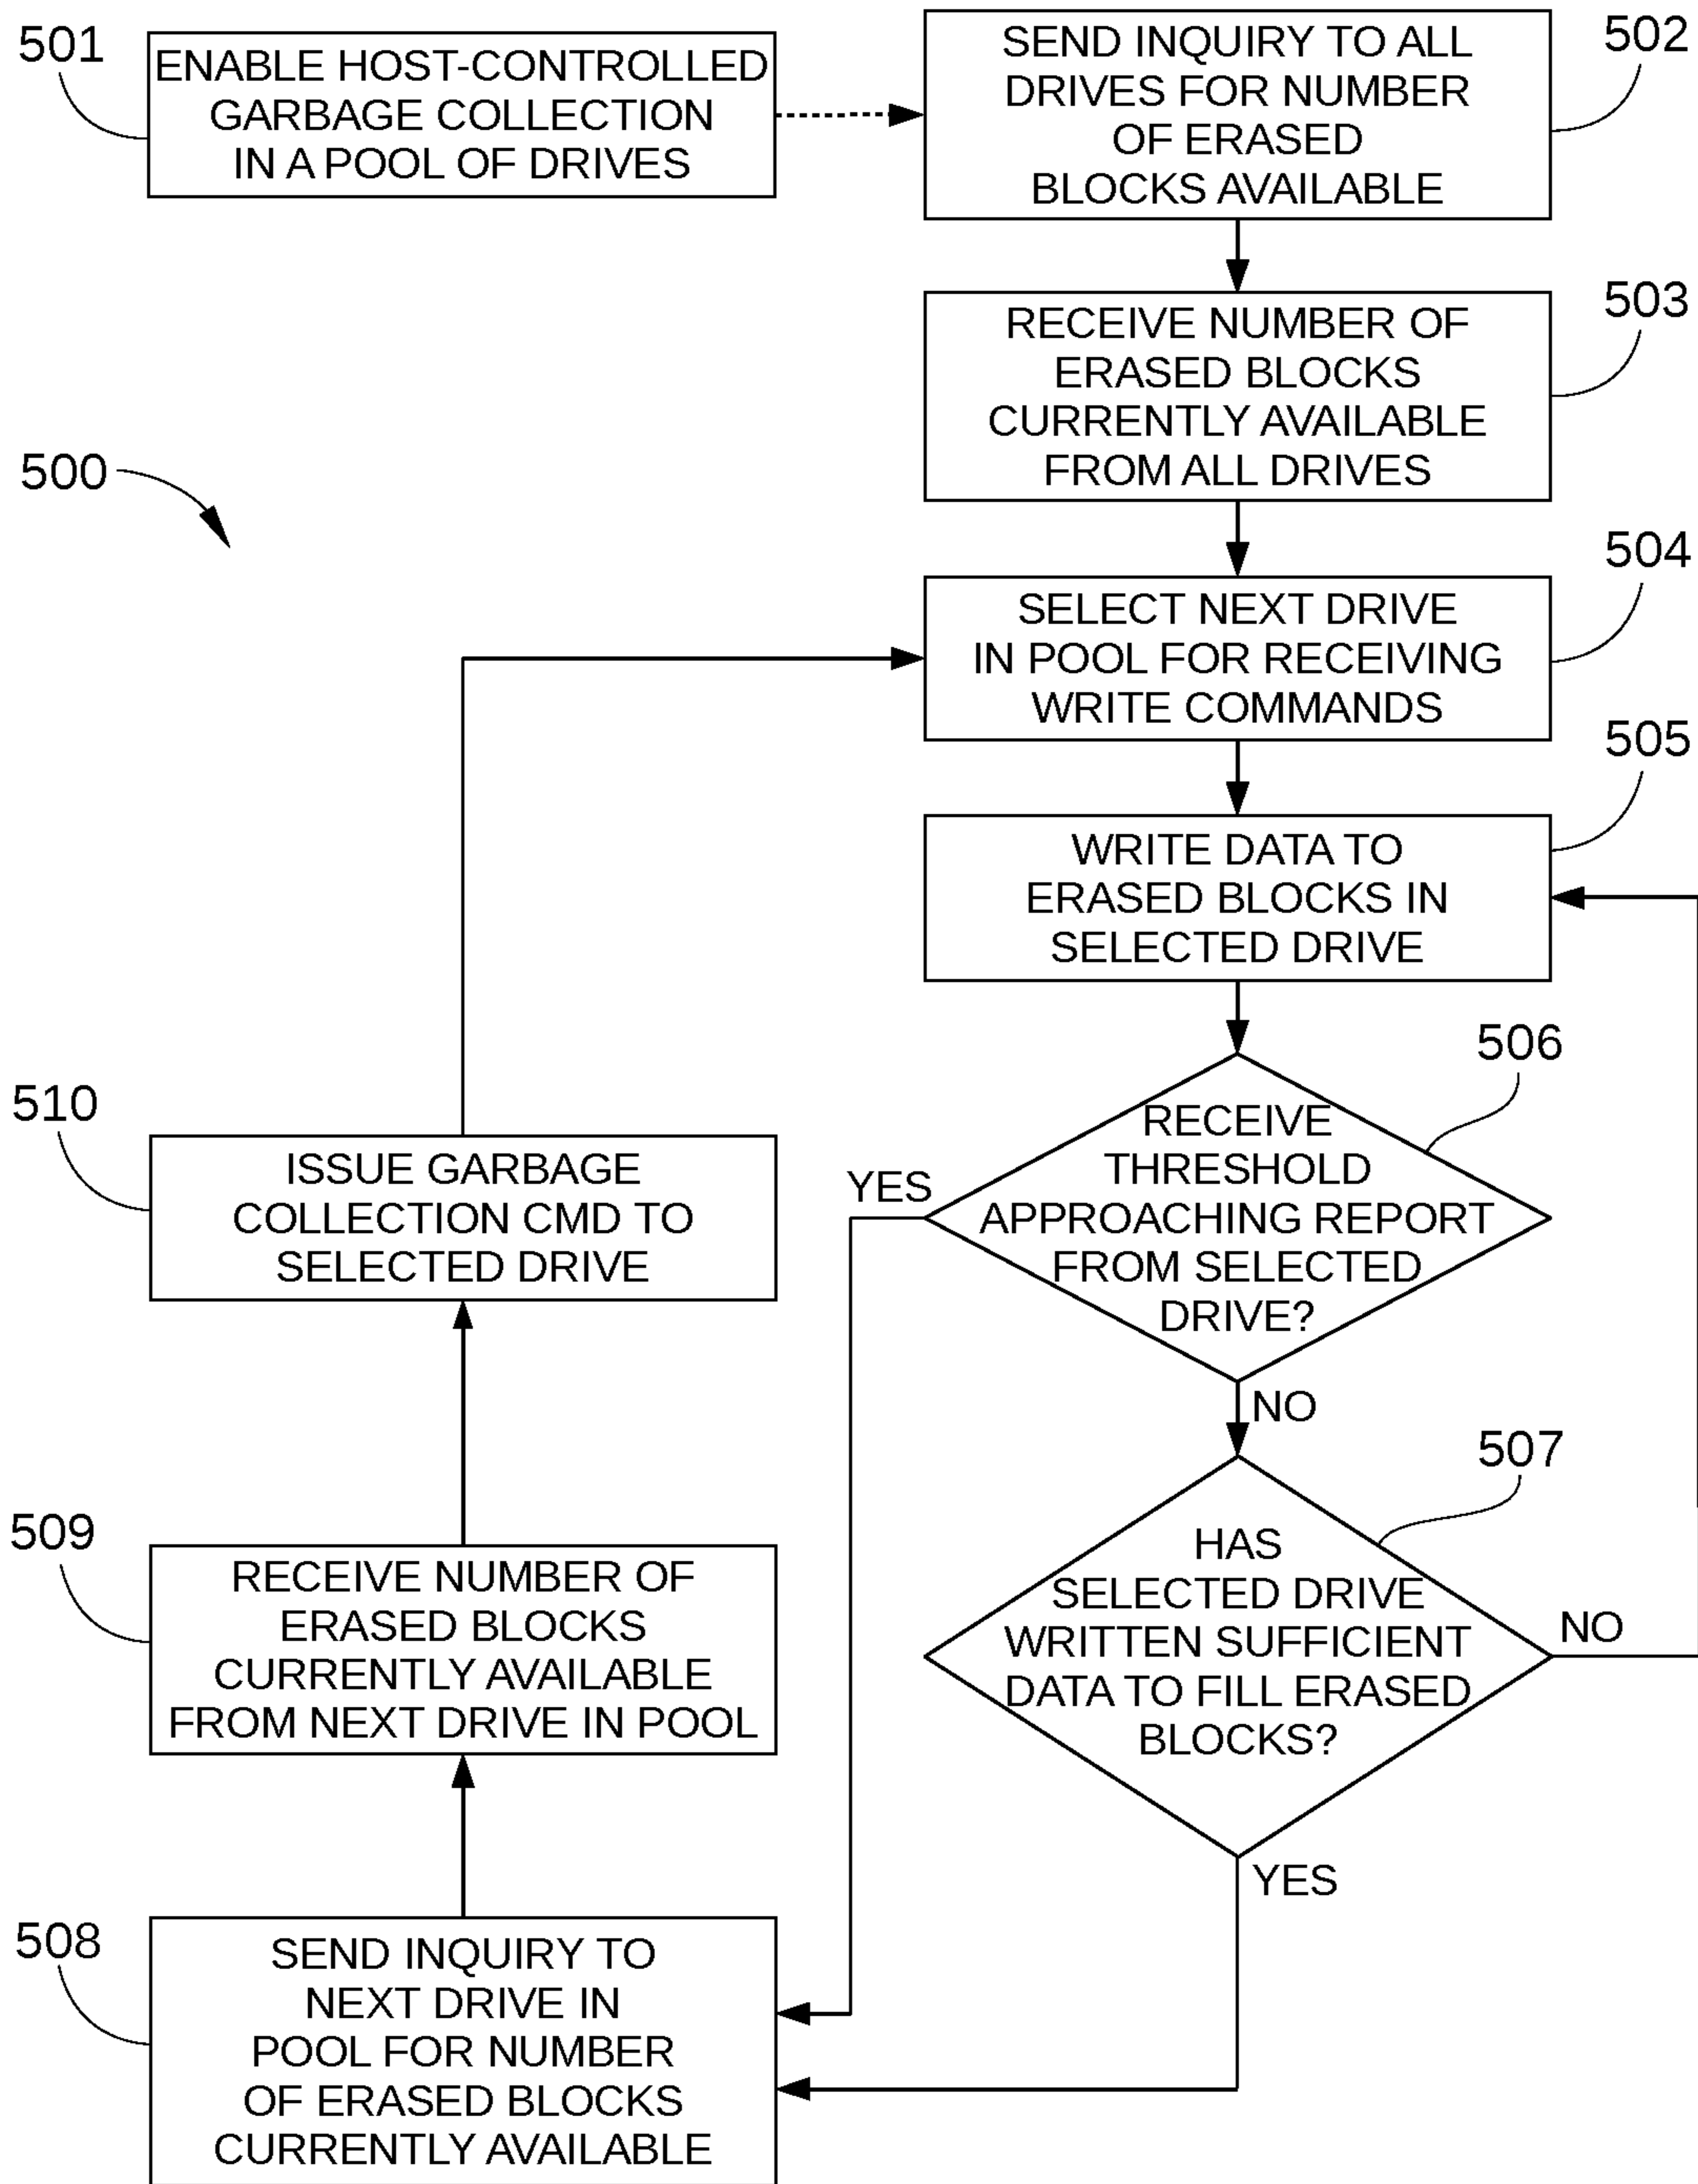 501
ENABLE HOST-CONTROLLED
GARBAGE COLLECTION
IN A POOL OF DRIVES
502
SEND INQUIRY TO ALL
DRIVES FOR NUMBER
OF ERASED
BLOCKS AVAILABLE
503
RECEIVE NUMBER OF
ERASED BLOCKS
CURRENTLY AVAILABLE
FROM ALL DRIVES
500
504
SELECT NEXT DRIVE
IN POOL FOR RECEIVING
WRITE COMMANDS
505
WRITE DATA TO
ERASED BLOCKS IN
SELECTED DRIVE
506
RECEIVE
THRESHOLD
APPROACHING REPORT
FROM SELECTED
DRIVE?
YES
NO
507
HAS
SELECTED DRIVE
WRITTEN SUFFICIENT
DATA TO FILL ERASED
BLOCKS?
NO
YES
508
SEND INQUIRY TO
NEXT DRIVE IN
POOL FOR NUMBER
OF ERASED BLOCKS
CURRENTLY AVAILABLE
509
RECEIVE NUMBER OF
ERASED BLOCKS
CURRENTLY AVAILABLE
FROM NEXT DRIVE IN POOL
510
ISSUE GARBAGE
COLLECTION CMD TO
SELECTED DRIVE